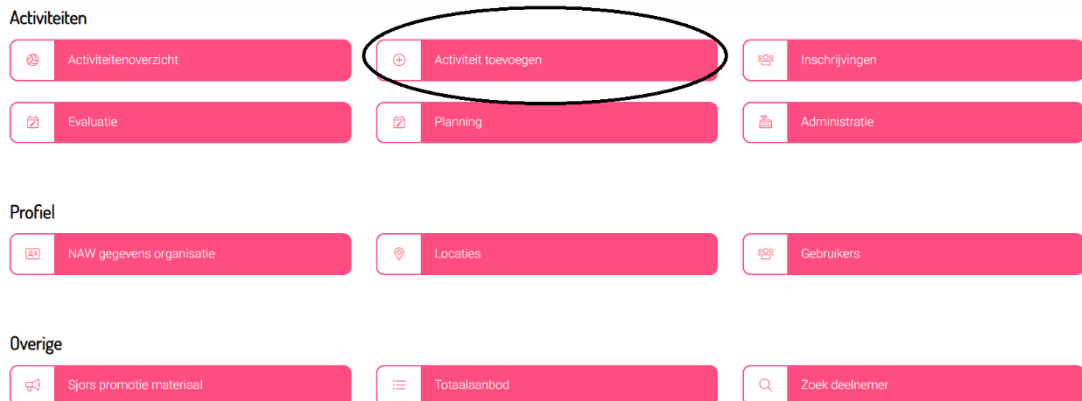 Activiteiten
Activiteitenoverzicht
Activiteit toevoegen
Inschrijvingen
Evaluatie
Planning
Administratie
Profiel
NAW gegevens organisatie
Locaties
Gebruikers
Overige
Sjors promotie materiaal
Totaalaanbod
Zoek deelnemer